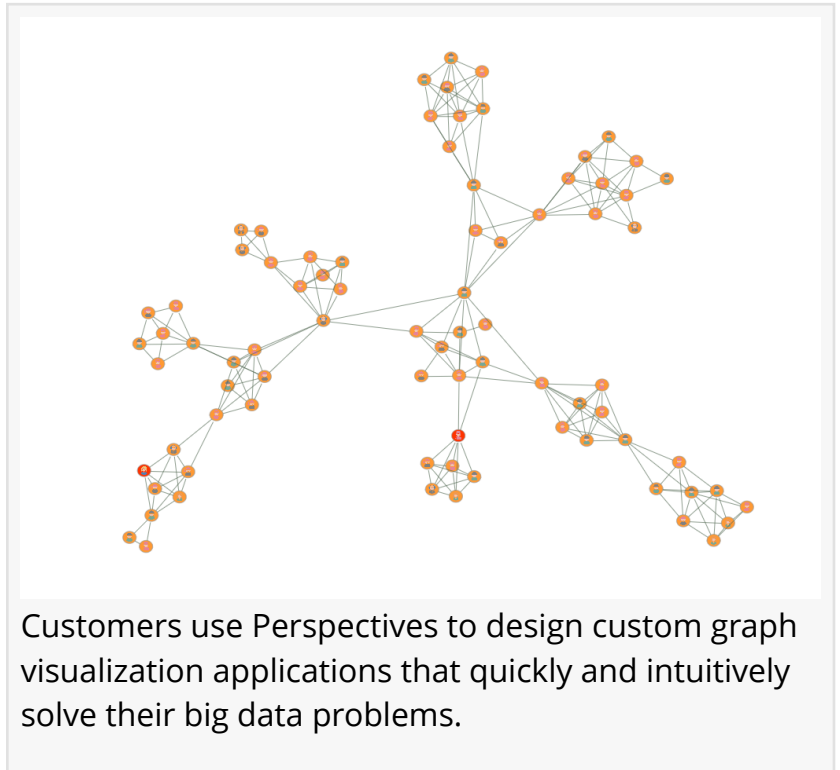 Customers use Perspectives to design custom graph
visualization applications that quickly and intuitively
solve their big data problems.